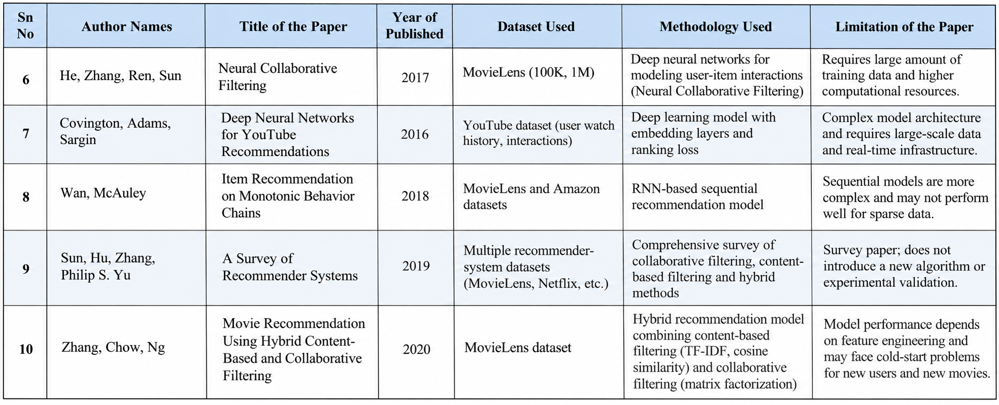 Sn
No
Author Names
Title of the Paper
Year of
Published
Dataset Used
Methodology Used
Limitation of the Paper
6
He, Zhang, Ren, Sun
Neural Collaborative
Filtering
2017
MovieLens (100K, 1M)
Deep neural networks for
modeling user-item interactions
(Neural Collaborative Filtering)
Requires large amount of
training data and higher
computational resources.
7
Covington, Adams,
Sargin
Deep Neural Networks
for YouTube
Recommendations
2016
YouTube dataset (user watch
history, interactions)
Deep learning model with
embedding layers and
ranking loss
Complex model architecture
and requires large-scale data
and real-time infrastructure.
8
Wan, McAuley
Item Recommendation
on Monotonic Behavior
Chains
2018
MovieLens and Amazon
datasets
RNN-based sequential
recommendation model
Sequential models are more
complex and may not perform
well for sparse data.
9
Sun, Hu, Zhang,
Philip S. Yu
A Survey of
Recommender Systems
2019
Multiple recommender-
system datasets
(MovieLens, Netflix, etc.)
Comprehensive survey of
collaborative filtering, content-
based filtering and hybrid
methods
Survey paper; does not
introduce a new algorithm or
experimental validation.
10
Zhang, Chow, Ng
Movie Recommendation
Using Hybrid Content-
Based and Collaborative
Filtering
2020
MovieLens dataset
Hybrid recommendation model
combining content-based
filtering (TF-IDF, cosine
similarity) and collaborative
filtering (matrix factorization)
Model performance depends
on feature engineering and
may face cold-start problems
for new users and new movies.